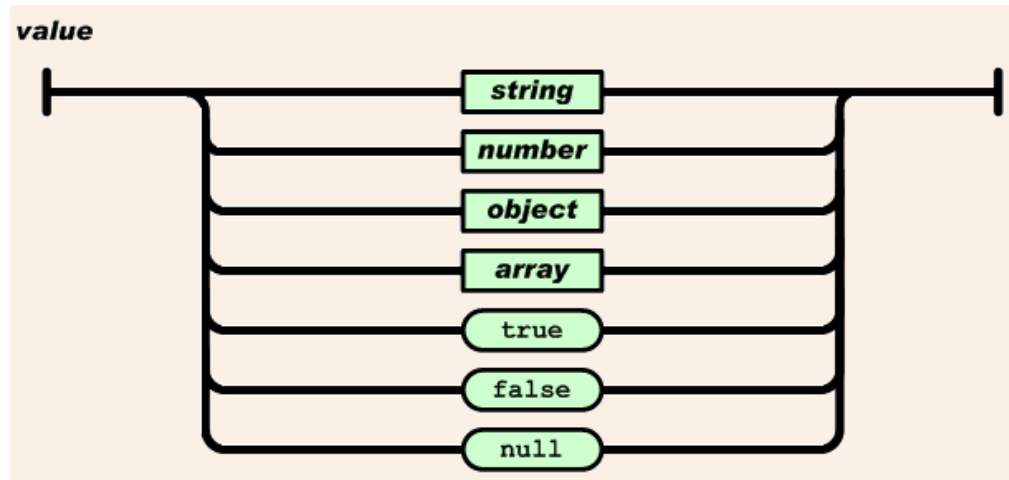 value
string
number
object
array
true
false
null